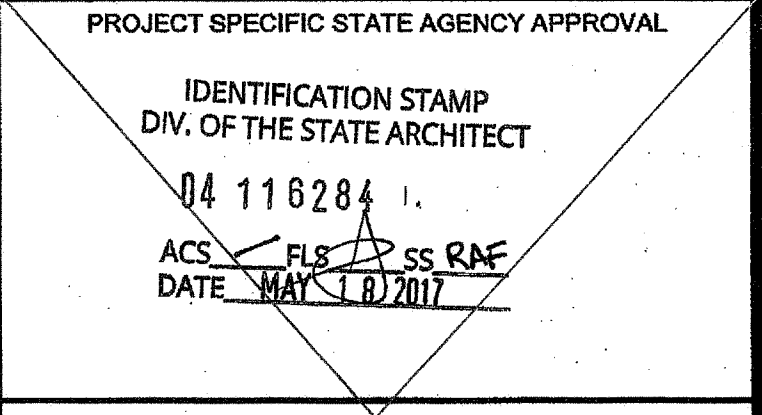 PROJECT SPECIFIC STATE AGENCY APPROVAL
IDENTIFICATION STAMP
DIV. OF THE STATE ARCHITECT
04 116284
ACS FLS SS RAF
DATE MAY 18 2017